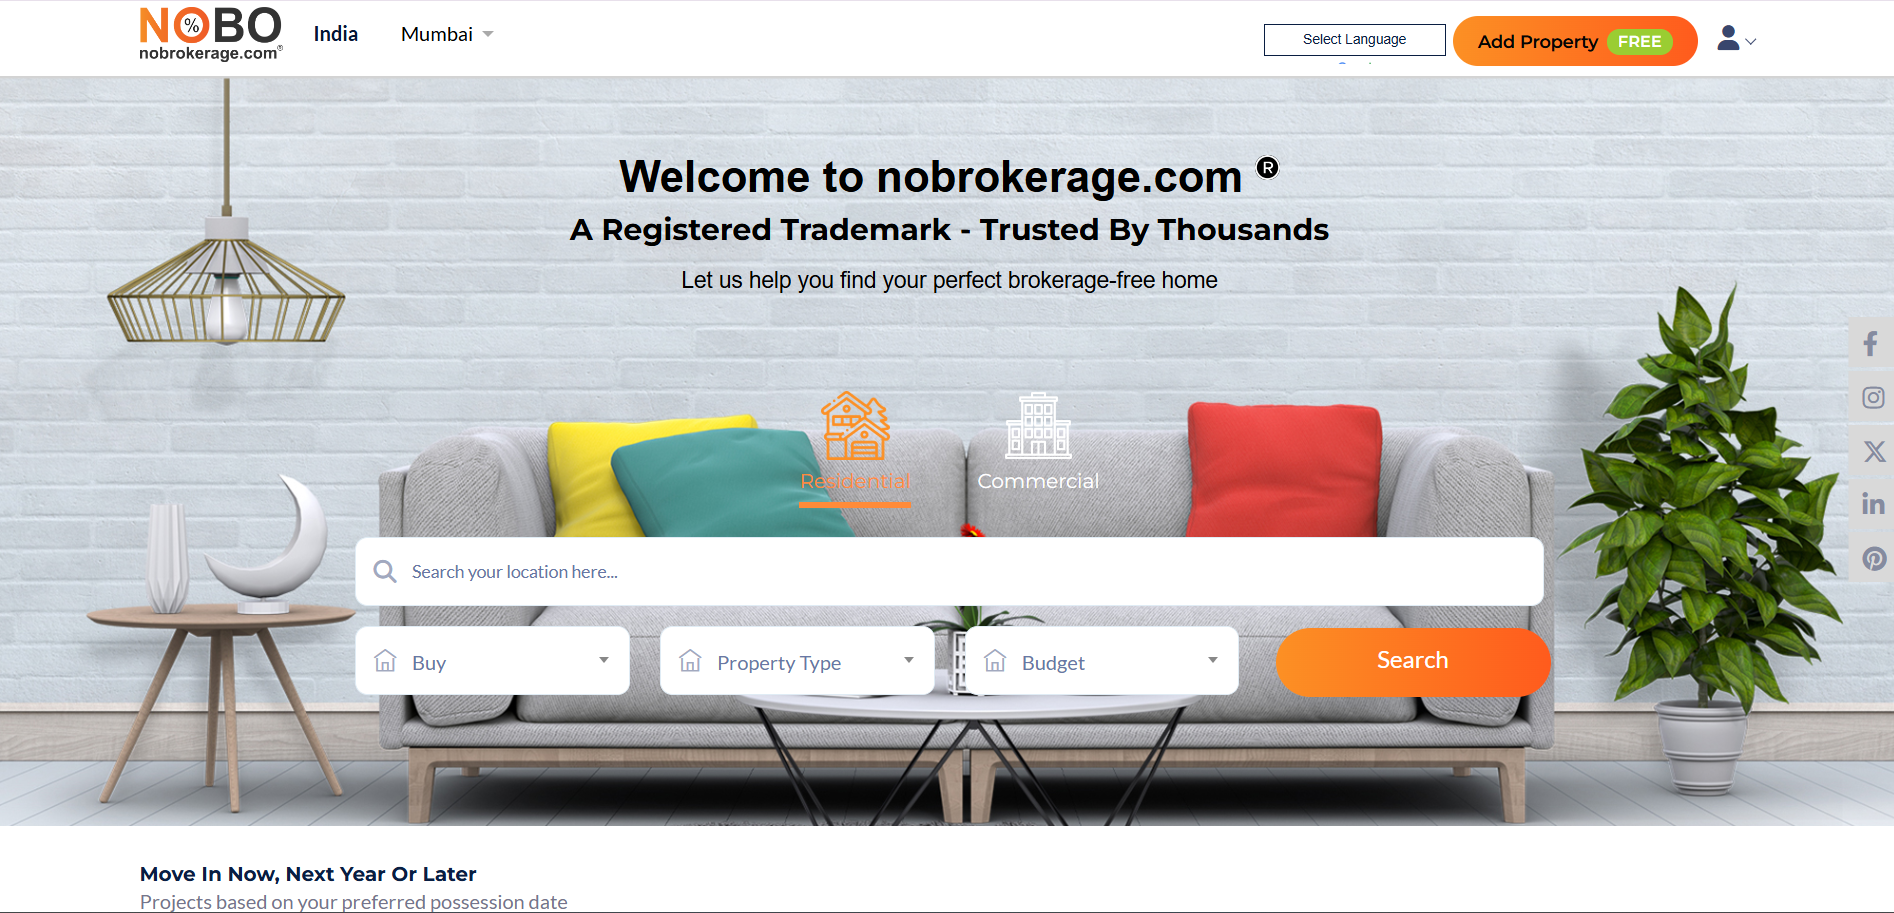 NOBO
nobrokerage.com®
India
Mumbai
Select Language
Add Property FREE
Welcome to nobrokerage.com ®
A Registered Trademark - Trusted By Thousands
Let us help you find your perfect brokerage-free home
Residential
Commercial
Search your location here...
Buy
Property Type
Budget
Search
Move In Now, Next Year Or Later
Projects based on your preferred possession date